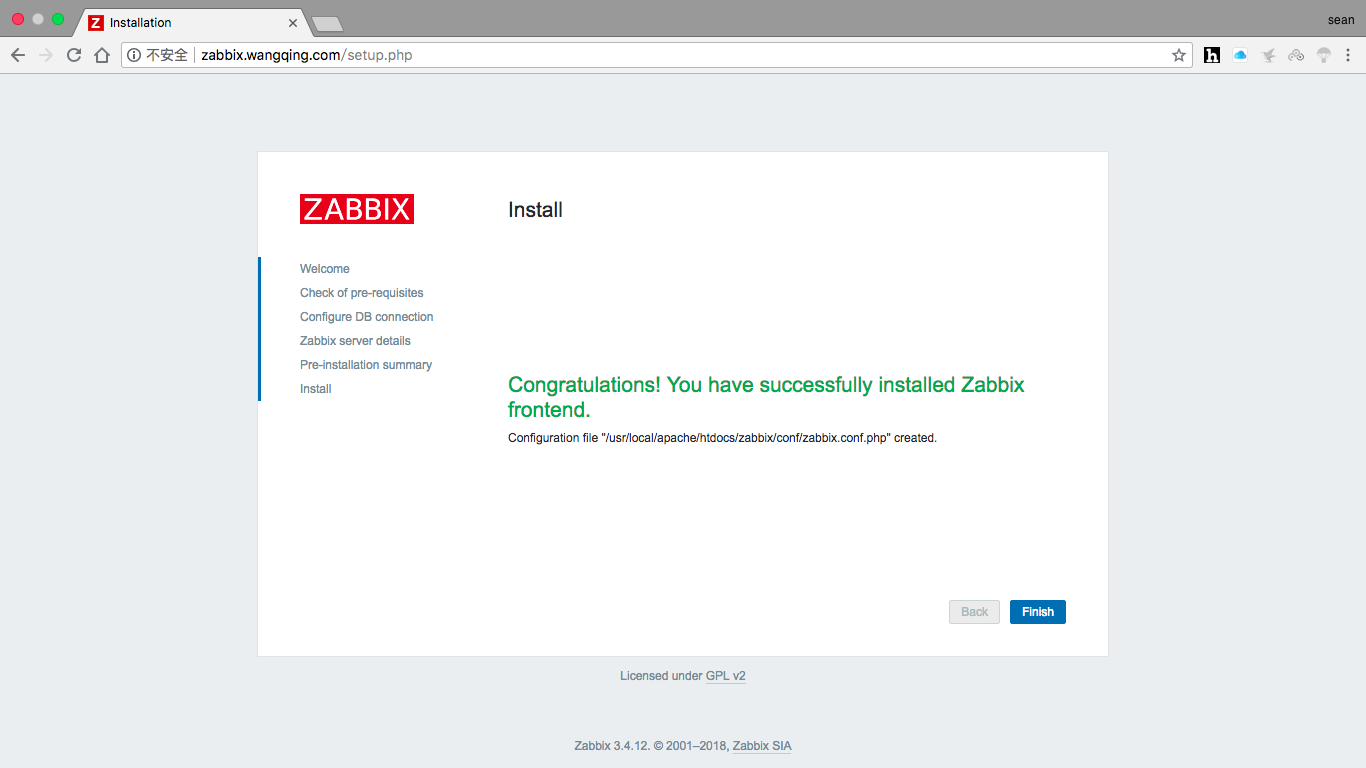 Z Installation
sean
不安全 zabbix.wangqing.com/setup.php
h
ZABBIX
Install
Welcome
Check of pre-requisites
Configure DB connection
Zabbix server details
Pre-installation summary
Install
Congratulations! You have successfully installed Zabbix
frontend.
Configuration file "/usr/local/apache/htdocs/zabbix/conf/zabbix.conf.php" created.
Back Finish
Licensed under GPL v2
Zabbix 3.4.12. © 2001–2018, Zabbix SIA